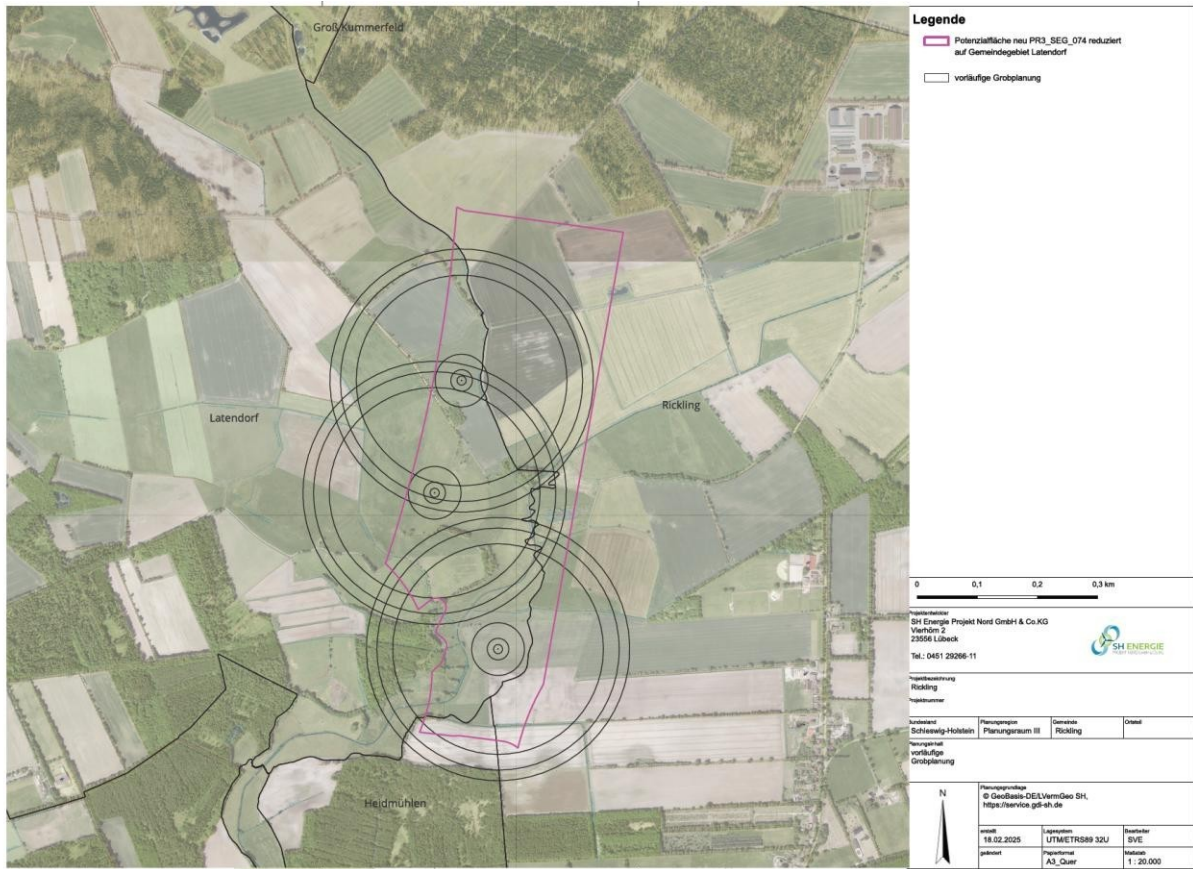 Groß Kummerfeld
Latendorf
Rickling
Heidmühlen
Legende
Potenzialfläche neu PR3_SEG_074 reduziert
auf Gemeindegebiet Latendorf
vorläufige Grobplanung
0 0,1 0,2 0,3 km
Projektentwickler
SH Energie Projekt Nord GmbH & Co.KG
Vierhörn 2
23556 Lübeck
Tel.: 0451 29266-11
SH ENERGIE
Projektbezeichnung
Rickling
Projektnummer
Bundesland Planungsregion Gemeinde Ortsteil
Schleswig-Holstein Planungsraum III Rickling
Planungsinhalt
vorläufige
Grobplanung
N
Planungsgrundlage
© GeoBasis-DE/LVermGeo SH,
https://service.gdi-sh.de
erstellt Lagesystem Bearbeiter
18.02.2025 UTM/ETRS89 32U SVE
geändert Papierformat Maßstab
A3_Quer 1 : 20.000